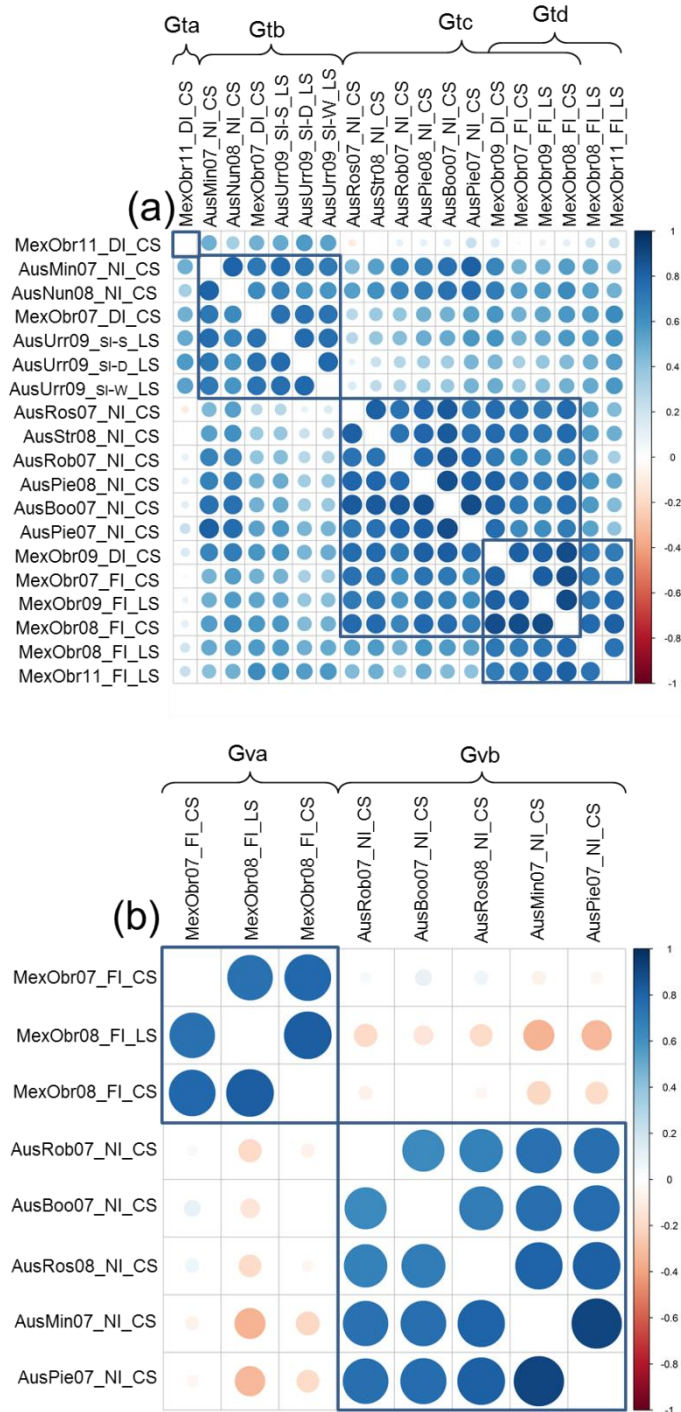 Gta Gtb Gtc Gtd
MexObr11_DI_CS
AusMin07_NI_CS
AusNun08_NI_CS
MexObr07_DI_CS
AusUrr09_SI-S_LS
AusUrr09_SI-D_LS
AusUrr09_SI-W_LS
AusRos07_NI_CS
AusStr08_NI_CS
AusRob07_NI_CS
AusPie08_NI_CS
AusBoo07_NI_CS
AusPie07_NI_CS
MexObr09_DI_CS
MexObr07_FI_CS
MexObr09_FI_LS
MexObr08_FI_CS
MexObr08_FI_LS
MexObr11_FI_LS
(a)
MexObr11_DI_CS
AusMin07_NI_CS
AusNun08_NI_CS
MexObr07_DI_CS
AusUrr09_SI-S_LS
AusUrr09_SI-D_LS
AusUrr09_SI-W_LS
AusRos07_NI_CS
AusStr08_NI_CS
AusRob07_NI_CS
AusPie08_NI_CS
AusBoo07_NI_CS
AusPie07_NI_CS
MexObr09_DI_CS
MexObr07_FI_CS
MexObr09_FI_LS
MexObr08_FI_CS
MexObr08_FI_LS
MexObr11_FI_LS
1
0.8
0.6
0.4
0.2
0
-0.2
-0.4
-0.6
-0.8
-1
Gva Gvb
MexObr07_FI_CS
MexObr08_FI_LS
MexObr08_FI_CS
AusRob07_NI_CS
AusBoo07_NI_CS
AusRos08_NI_CS
AusMin07_NI_CS
AusPie07_NI_CS
(b)
MexObr07_FI_CS
MexObr08_FI_LS
MexObr08_FI_CS
AusRob07_NI_CS
AusBoo07_NI_CS
AusRos08_NI_CS
AusMin07_NI_CS
AusPie07_NI_CS
1
0.8
0.6
0.4
0.2
0
-0.2
-0.4
-0.6
-0.8
-1